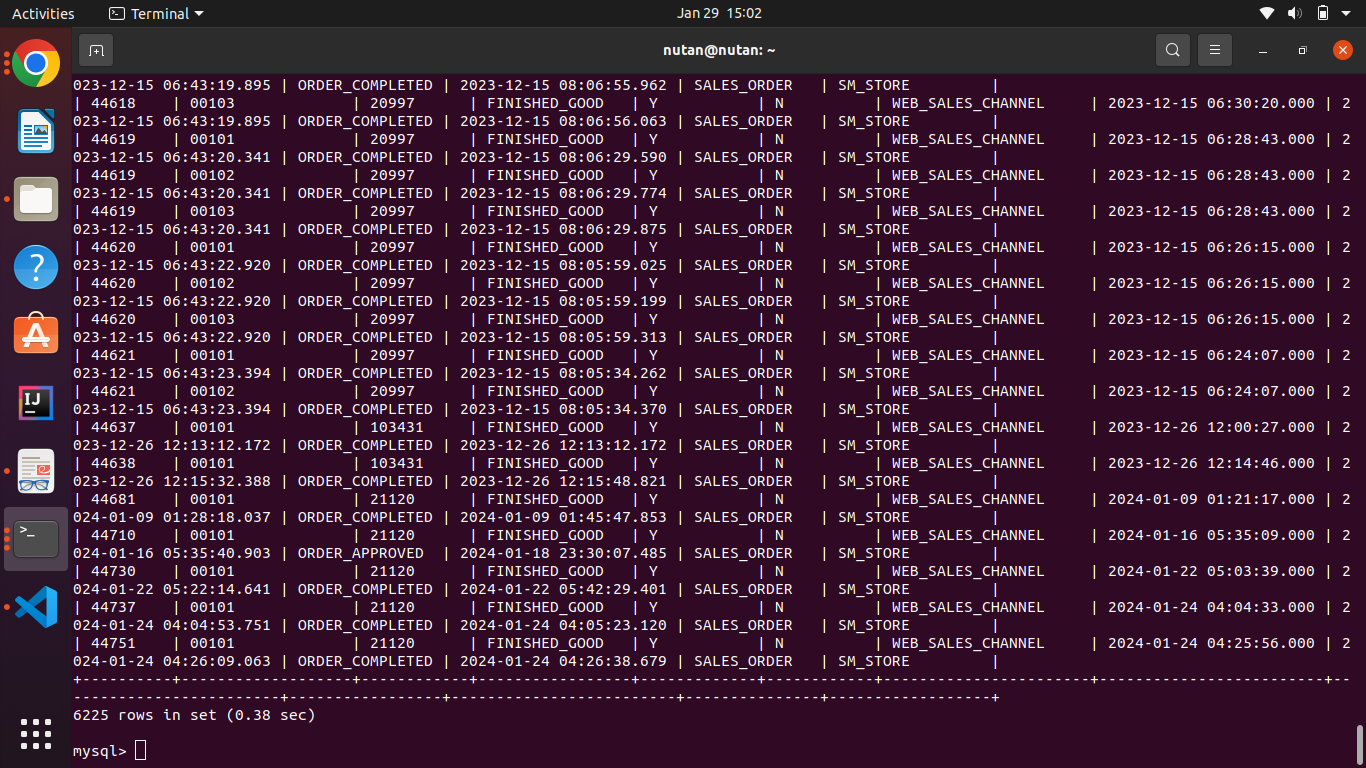 Activities Terminal Jan 29 15:02
nutan@nutan: ~
023-12-15 06:43:19.895 | ORDER_COMPLETED | 2023-12-15 08:06:55.962 | SALES_ORDER | SM_STORE |
| 44618 | 00103 | 20997 | FINISHED_GOOD | Y | N | WEB_SALES_CHANNEL | 2023-12-15 06:30:20.000 | 2
023-12-15 06:43:19.895 | ORDER_COMPLETED | 2023-12-15 08:06:56.063 | SALES_ORDER | SM_STORE |
| 44619 | 00101 | 20997 | FINISHED_GOOD | Y | N | WEB_SALES_CHANNEL | 2023-12-15 06:28:43.000 | 2
023-12-15 06:43:20.341 | ORDER_COMPLETED | 2023-12-15 08:06:29.590 | SALES_ORDER | SM_STORE |
| 44619 | 00102 | 20997 | FINISHED_GOOD | Y | N | WEB_SALES_CHANNEL | 2023-12-15 06:28:43.000 | 2
023-12-15 06:43:20.341 | ORDER_COMPLETED | 2023-12-15 08:06:29.774 | SALES_ORDER | SM_STORE |
| 44619 | 00103 | 20997 | FINISHED_GOOD | Y | N | WEB_SALES_CHANNEL | 2023-12-15 06:28:43.000 | 2
023-12-15 06:43:20.341 | ORDER_COMPLETED | 2023-12-15 08:06:29.875 | SALES_ORDER | SM_STORE |
| 44620 | 00101 | 20997 | FINISHED_GOOD | Y | N | WEB_SALES_CHANNEL | 2023-12-15 06:26:15.000 | 2
023-12-15 06:43:22.920 | ORDER_COMPLETED | 2023-12-15 08:05:59.025 | SALES_ORDER | SM_STORE |
| 44620 | 00102 | 20997 | FINISHED_GOOD | Y | N | WEB_SALES_CHANNEL | 2023-12-15 06:26:15.000 | 2
023-12-15 06:43:22.920 | ORDER_COMPLETED | 2023-12-15 08:05:59.199 | SALES_ORDER | SM_STORE |
| 44620 | 00103 | 20997 | FINISHED_GOOD | Y | N | WEB_SALES_CHANNEL | 2023-12-15 06:26:15.000 | 2
023-12-15 06:43:22.920 | ORDER_COMPLETED | 2023-12-15 08:05:59.313 | SALES_ORDER | SM_STORE |
| 44621 | 00101 | 20997 | FINISHED_GOOD | Y | N | WEB_SALES_CHANNEL | 2023-12-15 06:24:07.000 | 2
023-12-15 06:43:23.394 | ORDER_COMPLETED | 2023-12-15 08:05:34.262 | SALES_ORDER | SM_STORE |
| 44621 | 00102 | 20997 | FINISHED_GOOD | Y | N | WEB_SALES_CHANNEL | 2023-12-15 06:24:07.000 | 2
023-12-15 06:43:23.394 | ORDER_COMPLETED | 2023-12-15 08:05:34.370 | SALES_ORDER | SM_STORE |
| 44637 | 00101 | 103431 | FINISHED_GOOD | Y | N | WEB_SALES_CHANNEL | 2023-12-26 12:00:27.000 | 2
023-12-26 12:13:12.172 | ORDER_COMPLETED | 2023-12-26 12:13:12.172 | SALES_ORDER | SM_STORE |
| 44638 | 00101 | 103431 | FINISHED_GOOD | Y | N | WEB_SALES_CHANNEL | 2023-12-26 12:14:46.000 | 2
023-12-26 12:15:32.388 | ORDER_COMPLETED | 2023-12-26 12:15:48.821 | SALES_ORDER | SM_STORE |
| 44681 | 00101 | 21120 | FINISHED_GOOD | Y | N | WEB_SALES_CHANNEL | 2024-01-09 01:21:17.000 | 2
024-01-09 01:28:18.037 | ORDER_COMPLETED | 2024-01-09 01:45:47.853 | SALES_ORDER | SM_STORE |
| 44710 | 00101 | 21120 | FINISHED_GOOD | Y | N | WEB_SALES_CHANNEL | 2024-01-16 05:35:09.000 | 2
024-01-16 05:35:40.903 | ORDER_APPROVED | 2024-01-18 23:30:07.485 | SALES_ORDER | SM_STORE |
| 44730 | 00101 | 21120 | FINISHED_GOOD | Y | N | WEB_SALES_CHANNEL | 2024-01-22 05:03:39.000 | 2
024-01-22 05:22:14.641 | ORDER_COMPLETED | 2024-01-22 05:42:29.401 | SALES_ORDER | SM_STORE |
| 44737 | 00101 | 21120 | FINISHED_GOOD | Y | N | WEB_SALES_CHANNEL | 2024-01-24 04:04:33.000 | 2
024-01-24 04:04:53.751 | ORDER_COMPLETED | 2024-01-24 04:05:23.120 | SALES_ORDER | SM_STORE |
| 44751 | 00101 | 21120 | FINISHED_GOOD | Y | N | WEB_SALES_CHANNEL | 2024-01-24 04:25:56.000 | 2
024-01-24 04:26:09.063 | ORDER_COMPLETED | 2024-01-24 04:26:38.679 | SALES_ORDER | SM_STORE |
+----------+-------------------+------------+-----------------+-------------+------------+-----------------------+-------------------------+--
-----------------------+-----------------+-------------------------+---------------+------------------+
6225 rows in set (0.38 sec)
mysql>